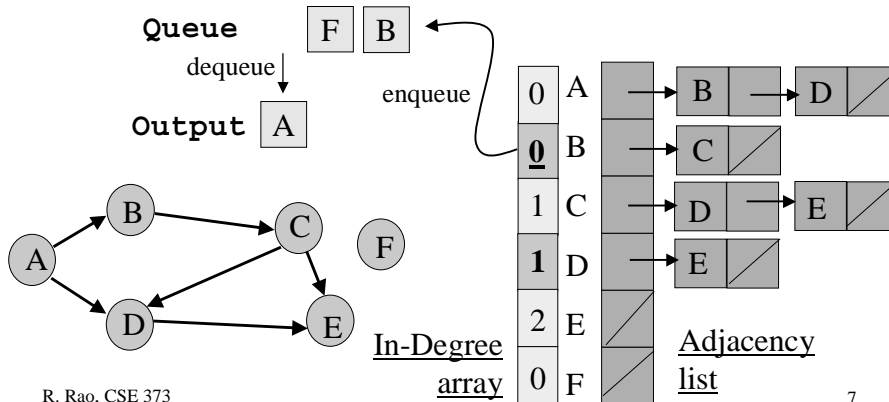 Queue F B
dequeue
enqueue
Output A
0 A B D
0 B C
1 C D E
1 D E
2 E
0 F
B
C
F
A
D
E
In-Degree
array
Adjacency
list
R. Rao, CSE 373
7